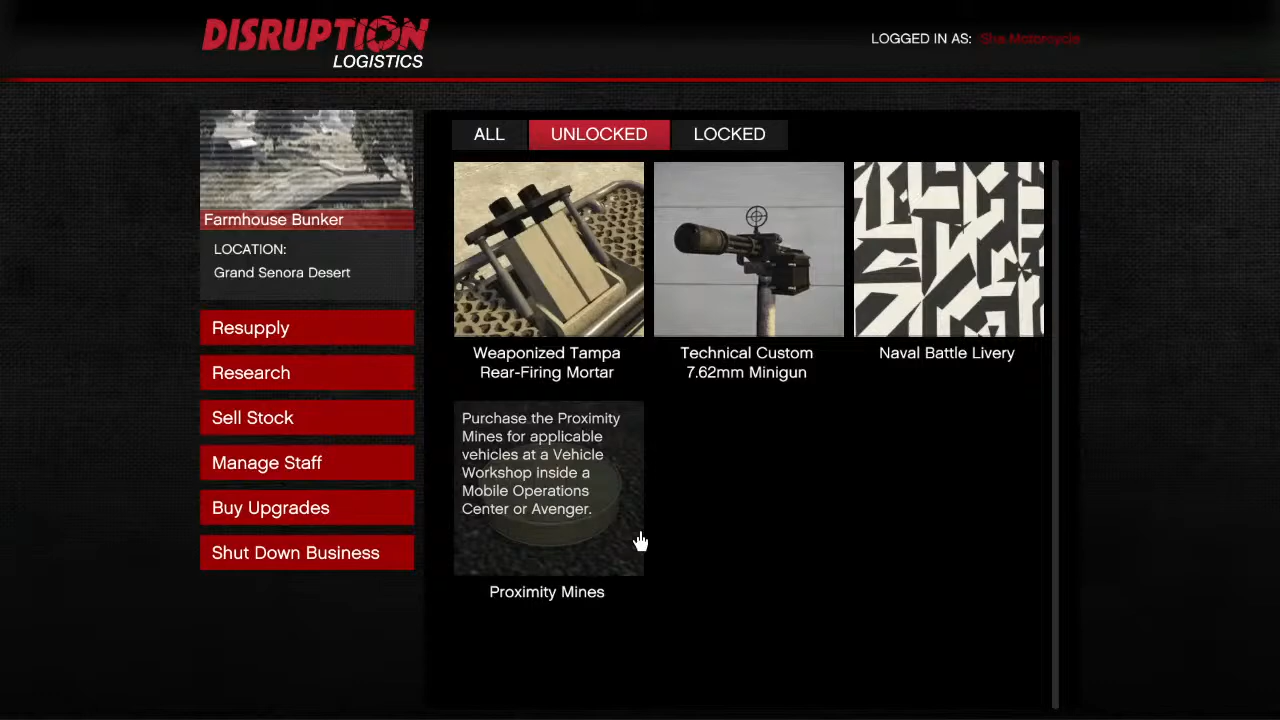 DISRUPTION
LOGISTICS
LOGGED IN AS: Sha Motorcycle
Farmhouse Bunker
LOCATION:
Grand Senora Desert
Resupply
Research
Sell Stock
Manage Staff
Buy Upgrades
Shut Down Business
ALL
UNLOCKED
LOCKED
Weaponized Tampa
Rear-Firing Mortar
Technical Custom
7.62mm Minigun
Naval Battle Livery
Purchase the Proximity
Mines for applicable
vehicles at a Vehicle
Workshop inside a
Mobile Operations
Center or Avenger.
Proximity Mines